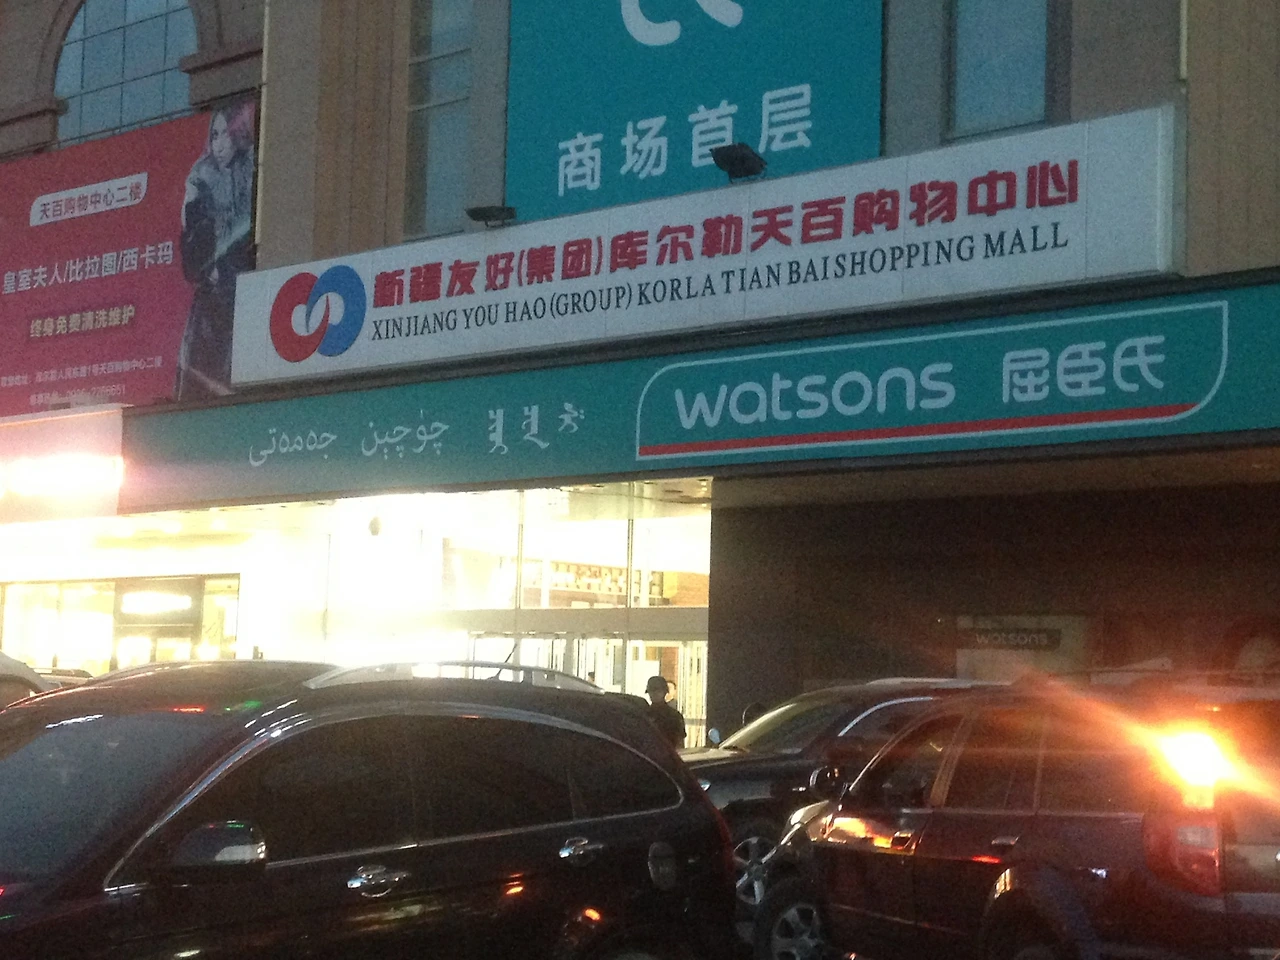 商场首层
天百购物中心二楼
皇室夫人/比拉图/西卡玛
终身免费清洗维护
新疆友好(集团)库尔勒天百购物中心
XINJIANG YOU HAO(GROUP) KORLA TIAN BAI SHOPPING MALL
چۈچېن جەمەتى
watsons 屈臣氏
watsons